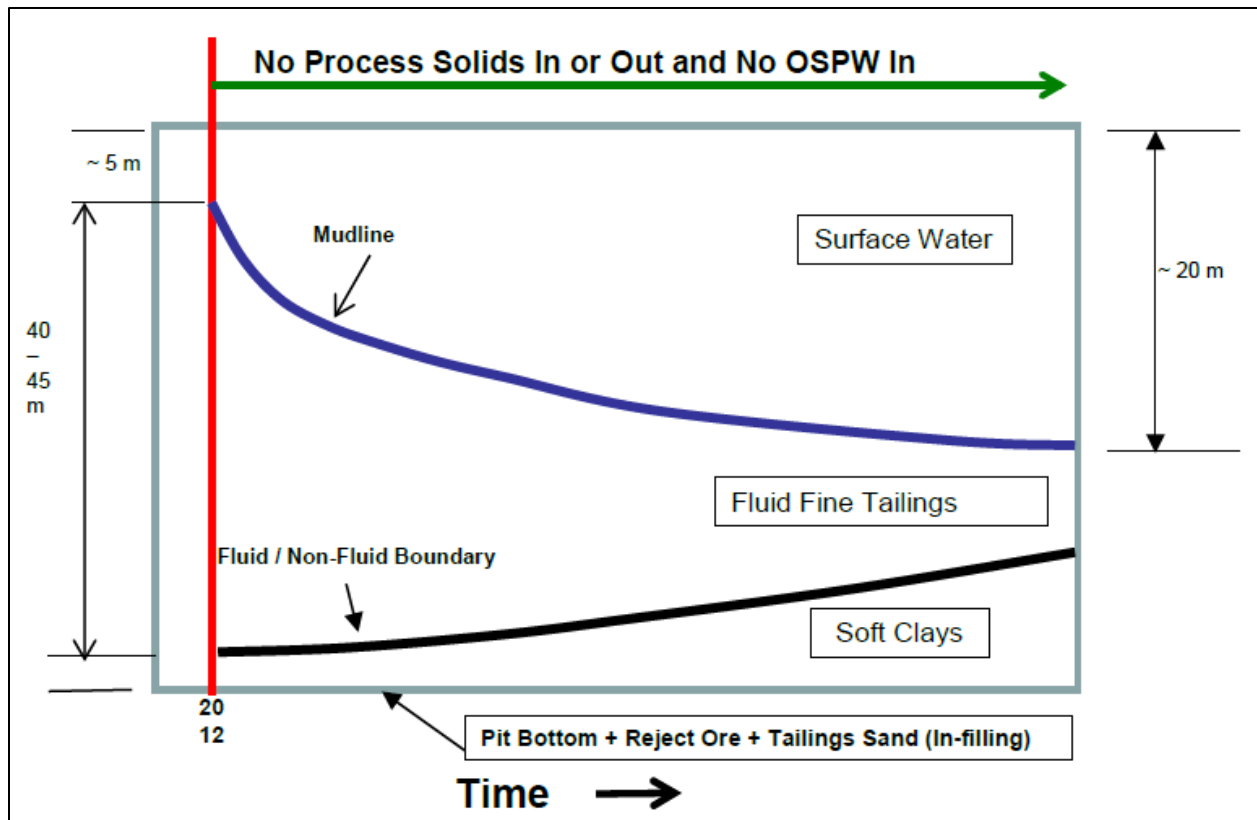 No Process Solids In or Out and No OSPW In
~ 5 m
Mudline
Surface Water
~ 20 m
40
–
45
m
Fluid Fine Tailings
Fluid / Non-Fluid Boundary
Soft Clays
20
12
Pit Bottom + Reject Ore + Tailings Sand (In-filling)
Time